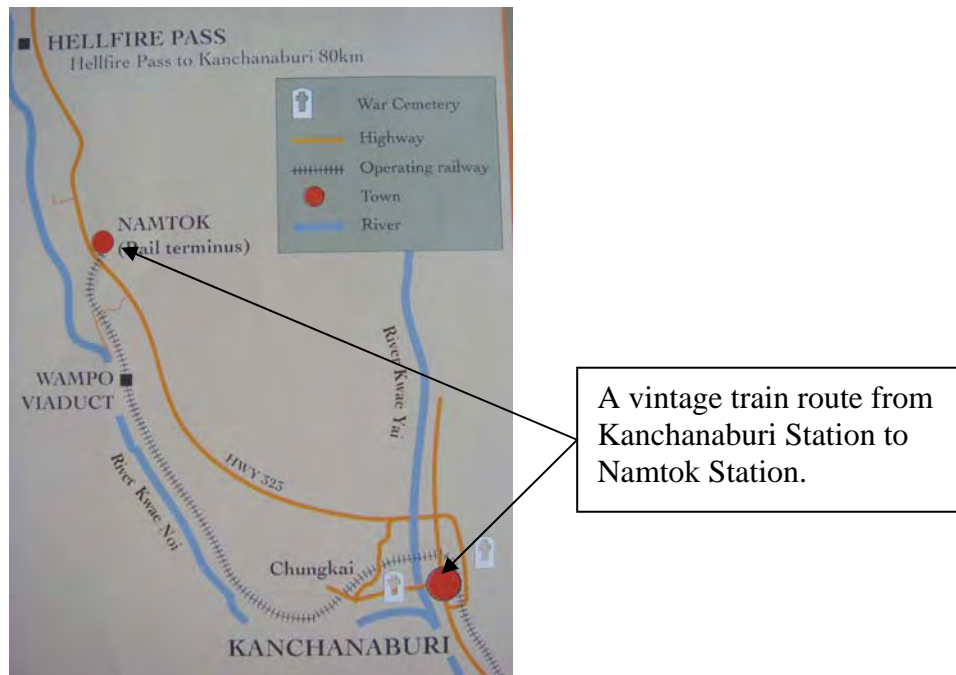 HELLFIRE PASS
Hellfire Pass to Kanchanaburi 80km
War Cemetery
Highway
Operating railway
Town
River
NAMTOK
(Rail terminus)
River Kwae Yai
WAMPO
VIADUCT
HWY 323
River Kwae Noi
Chungkai
KANCHANABURI
A vintage train route from
Kanchanaburi Station to
Namtok Station.